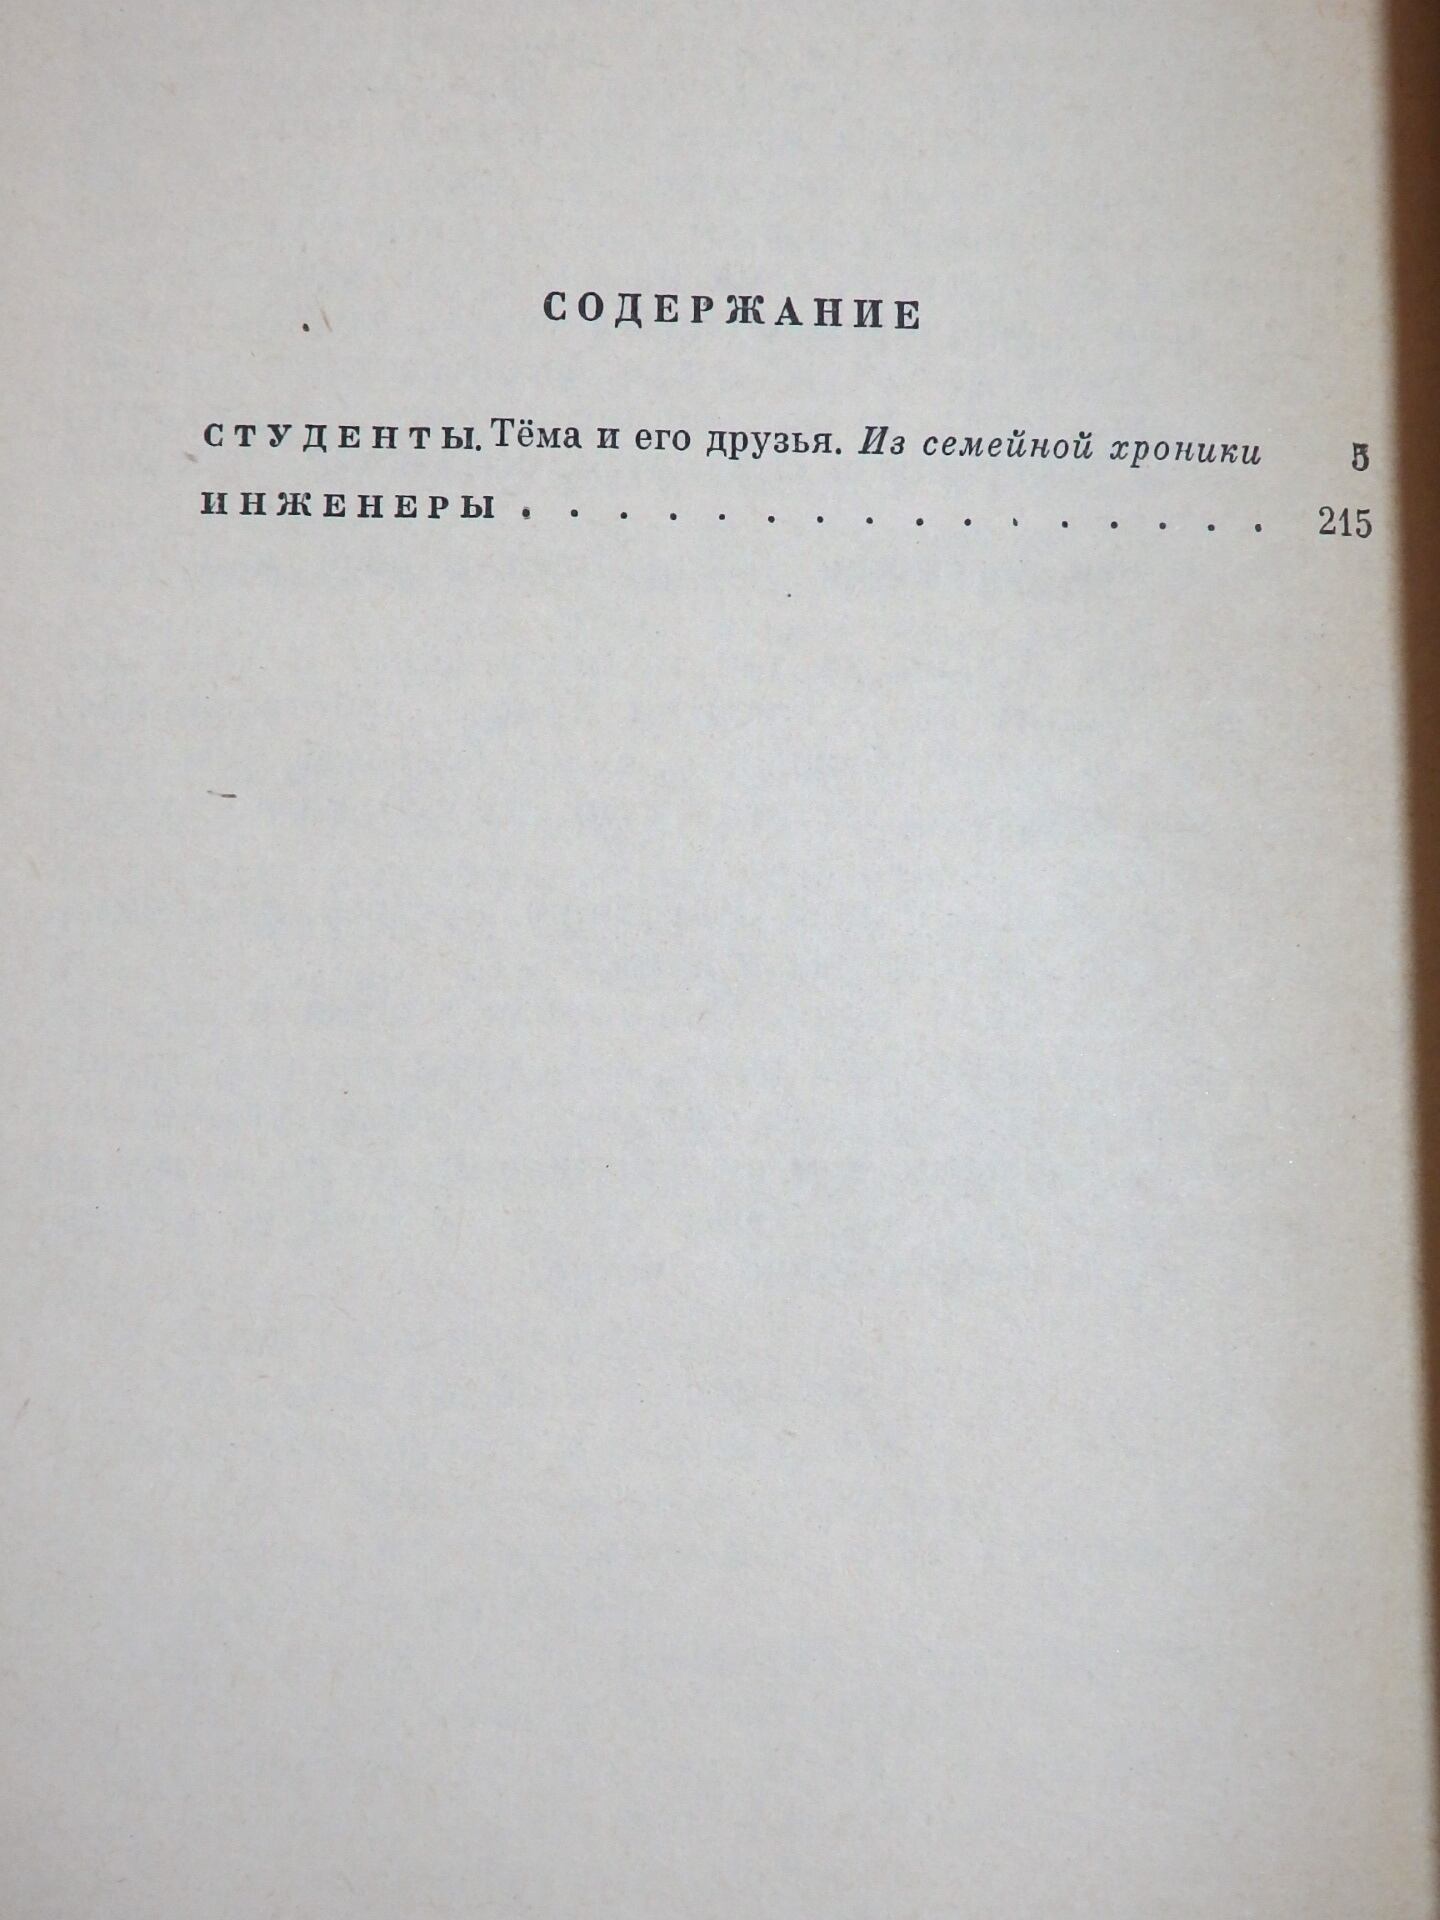 СОДЕРЖАНИЕ
СТУДЕНТЫ. Тёма и его друзья. Из семейной хроники 5
ИНЖЕНЕРЫ . . . . . . . . . . . . . . . . 215